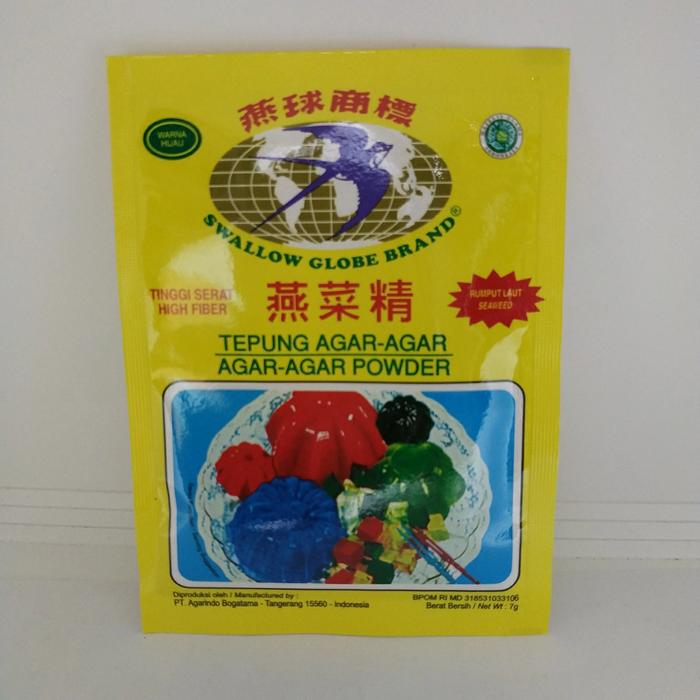 燕球商標
WARNA
HIJAU
SWALLOW GLOBE BRAND®
TINGGI SERAT
HIGH FIBER
燕菜精
RUMPUT LAUT
SEAWEED
TEPUNG AGAR-AGAR
AGAR-AGAR POWDER
Diproduksi oleh / Manufactured by :
PT. Agarindo Bogatama - Tangerang 15560 - Indonesia
BPOM RI MD 318531033106
Berat Bersih / Net Wt : 7g